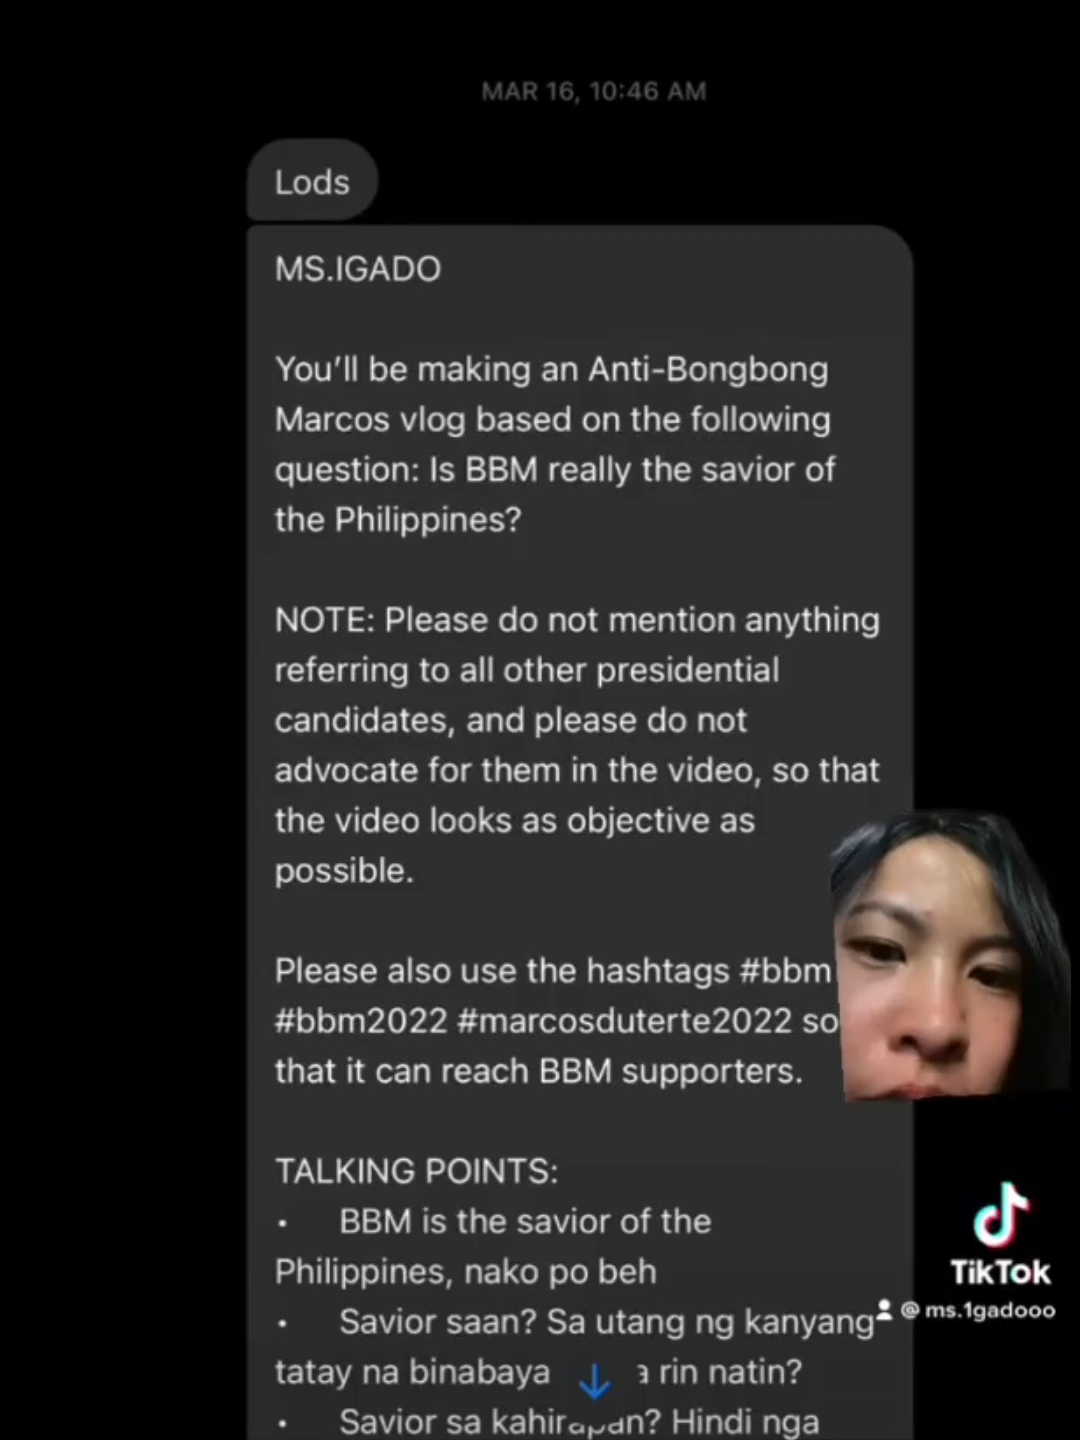 MAR 16, 10:46 AM
Lods
MS.IGADO
You'll be making an Anti-Bongbong
Marcos vlog based on the following
question: Is BBM really the savior of
the Philippines?
NOTE: Please do not mention anything
referring to all other presidential
candidates, and please do not
advocate for them in the video, so that
the video looks as objective as
possible.
Please also use the hashtags #bbm
#bbm2022 #marcosduterte2022 so
that it can reach BBM supporters.
TALKING POINTS:
• BBM is the savior of the
Philippines, nako po beh
• Savior saan? Sa utang ng kanyang
tatay na binabaya a rin natin?
• Savior sa kahirapan? Hindi nga
TikTok
@ms.1gadooo